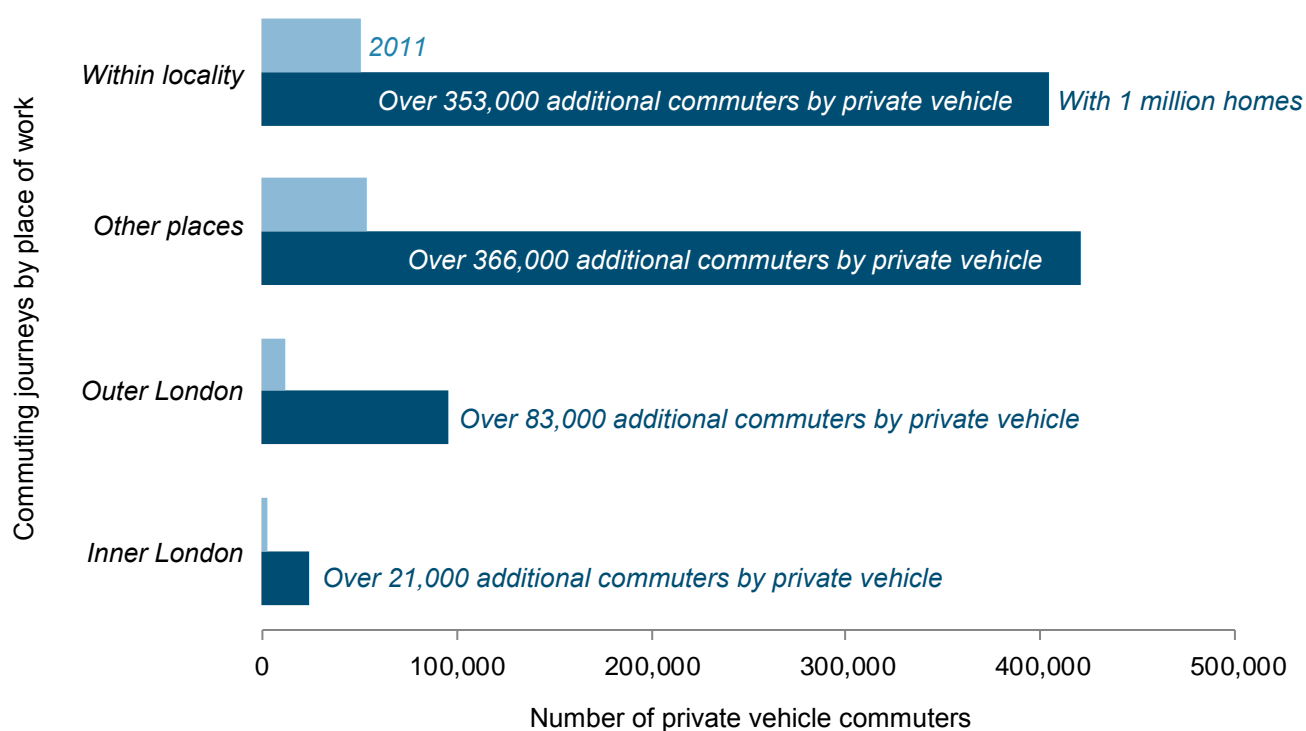 Commuting journeys by place of work
Within locality
2011
Over 353,000 additional commuters by private vehicle
With 1 million homes
Other places
Over 366,000 additional commuters by private vehicle
Outer London
Over 83,000 additional commuters by private vehicle
Inner London
Over 21,000 additional commuters by private vehicle
0 100,000 200,000 300,000 400,000 500,000
Number of private vehicle commuters